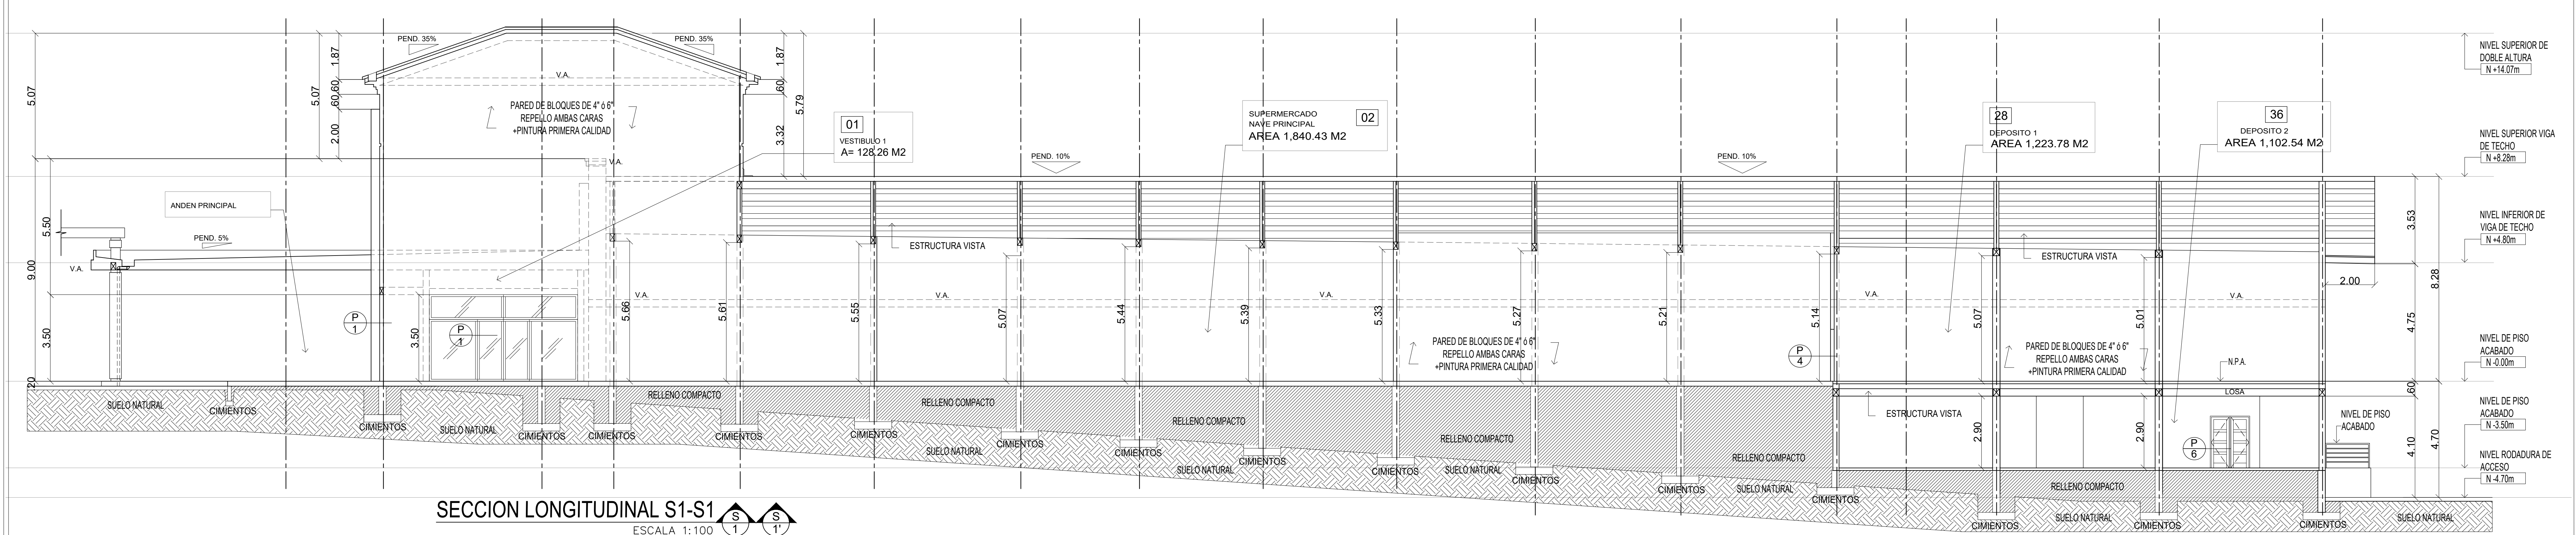 PEND. 35%
PEND. 35%
5.07
5.07
1.87
.60
.60
2.00
V.A.
PARED DE BLOQUES DE 4" ó 6"
REPELLO AMBAS CARAS
+PINTURA PRIMERA CALIDAD
1.87
.60
3.32
5.79
01
VESTIBULO 1
A= 128.26 M2
SUPERMERCADO
NAVE PRINCIPAL
AREA 1,840.43 M2
02
28
DEPOSITO 1
AREA 1,223.78 M2
36
DEPOSITO 2
AREA 1,102.54 M2
NIVEL SUPERIOR DE
DOBLE ALTURA
N +14.07m
NIVEL SUPERIOR VIGA
DE TECHO
N +8.28m
NIVEL INFERIOR DE
VIGA DE TECHO
N +4.80m
NIVEL DE PISO
ACABADO
N -0.00m
NIVEL DE PISO
ACABADO
N -3.50m
NIVEL RODADURA DE
ACCESO
N -4.70m
V.A.
PEND. 10%
PEND. 10%
ANDEN PRINCIPAL
PEND. 5%
V.A.
9.00
5.50
3.50
.20
ESTRUCTURA VISTA
ESTRUCTURA VISTA
3.53
8.28
2.00
4.75
V.A.
V.A.
V.A.
V.A.
V.A.
P
1
3.50
P
1
5.66
5.61
5.55
5.07
5.44
5.39
5.33
5.27
5.21
5.14
5.07
5.01
PARED DE BLOQUES DE 4" ó 6"
REPELLO AMBAS CARAS
+PINTURA PRIMERA CALIDAD
P
4
PARED DE BLOQUES DE 4" ó 6"
REPELLO AMBAS CARAS
+PINTURA PRIMERA CALIDAD
N.P.A.
LOSA
.60
ESTRUCTURA VISTA
2.90
2.90
P
6
NIVEL DE PISO
ACABADO
4.10
4.70
SUELO NATURAL
CIMIENTOS
CIMIENTOS
SUELO NATURAL
CIMIENTOS
CIMIENTOS
RELLENO COMPACTO
CIMIENTOS
CIMIENTOS
RELLENO COMPACTO
SUELO NATURAL
CIMIENTOS
CIMIENTOS
RELLENO COMPACTO
SUELO NATURAL
CIMIENTOS
CIMIENTOS
RELLENO COMPACTO
SUELO NATURAL
CIMIENTOS
CIMIENTOS
RELLENO COMPACTO
SUELO NATURAL
CIMIENTOS
CIMIENTOS
RELLENO COMPACTO
SUELO NATURAL
CIMIENTOS
CIMIENTOS
SUELO NATURAL
SECCION LONGITUDINAL S1-S1
S
1
S
1'
ESCALA 1:100